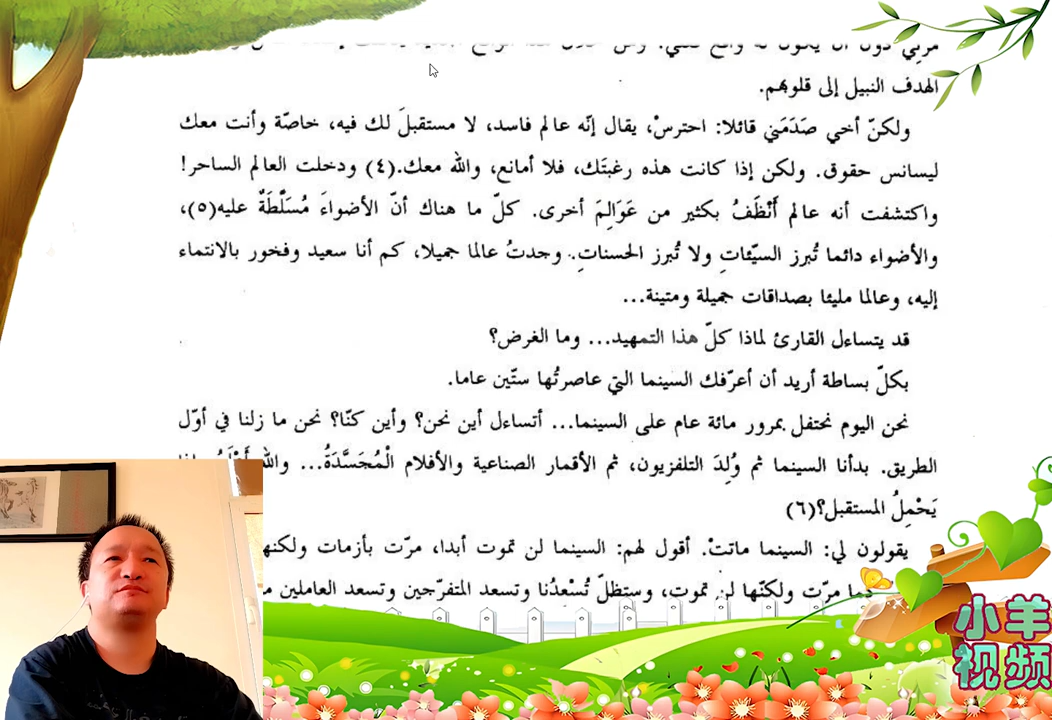 الهدف النبيل إلى قلوبهم.
ولكنّ أخي صَدَمَني قائلا: احترسْ، يقال إنّه عالم فاسد، لا مستقبلَ لك فيه، خاصّة وأنت معك
ليسانس حقوق. ولكن إذا كانت هذه رغبتَك، فلا أمانع، والله معك.(٤) ودخلت العالم الساحر!
واكتشفت أنه عالم أَنْظَفُ بكثير من عَوَالِمَ أخرى. كلّ ما هناك أنّ الأضواءَ مُسَلَّطَةٌ عليه(٥)،
والأضواء دائما تُبرز السيّئاتِ ولا تُبرز الحسناتِ. وجدتُ عالما جميلا، كم أنا سعيد وفخور بالانتماء
إليه، وعالما مليئا بصداقات جميلة ومتينة...
قد يتساءل القارئ لماذا كلّ هذا التمهيد... وما الغرض؟
بكلّ بساطة أريد أن أعرّفك السينما التي عاصرتُها ستّين عاما.
نحن اليوم نحتفل بمرور مائة عام على السينما... أتساءل أين نحن؟ وأين كنّا؟ نحن ما زلنا في أوّل
الطريق. بدأنا السينما ثم وُلِدَ التلفزيون، ثم الأقمار الصناعية والأفلام الْمُجَسَّدَةُ... والله
يَحْمِلُ المستقبل؟(٦)
يقولون لي: السينما ماتتْ. أقول لهم: السينما لن تموت أبدا، مرّت بأزمات
مرّت ولكنّها لن تموت، وستظلّ تُسْعِدُنا وتسعد المتفرّجين وتسعد العاملين
小羊
视频